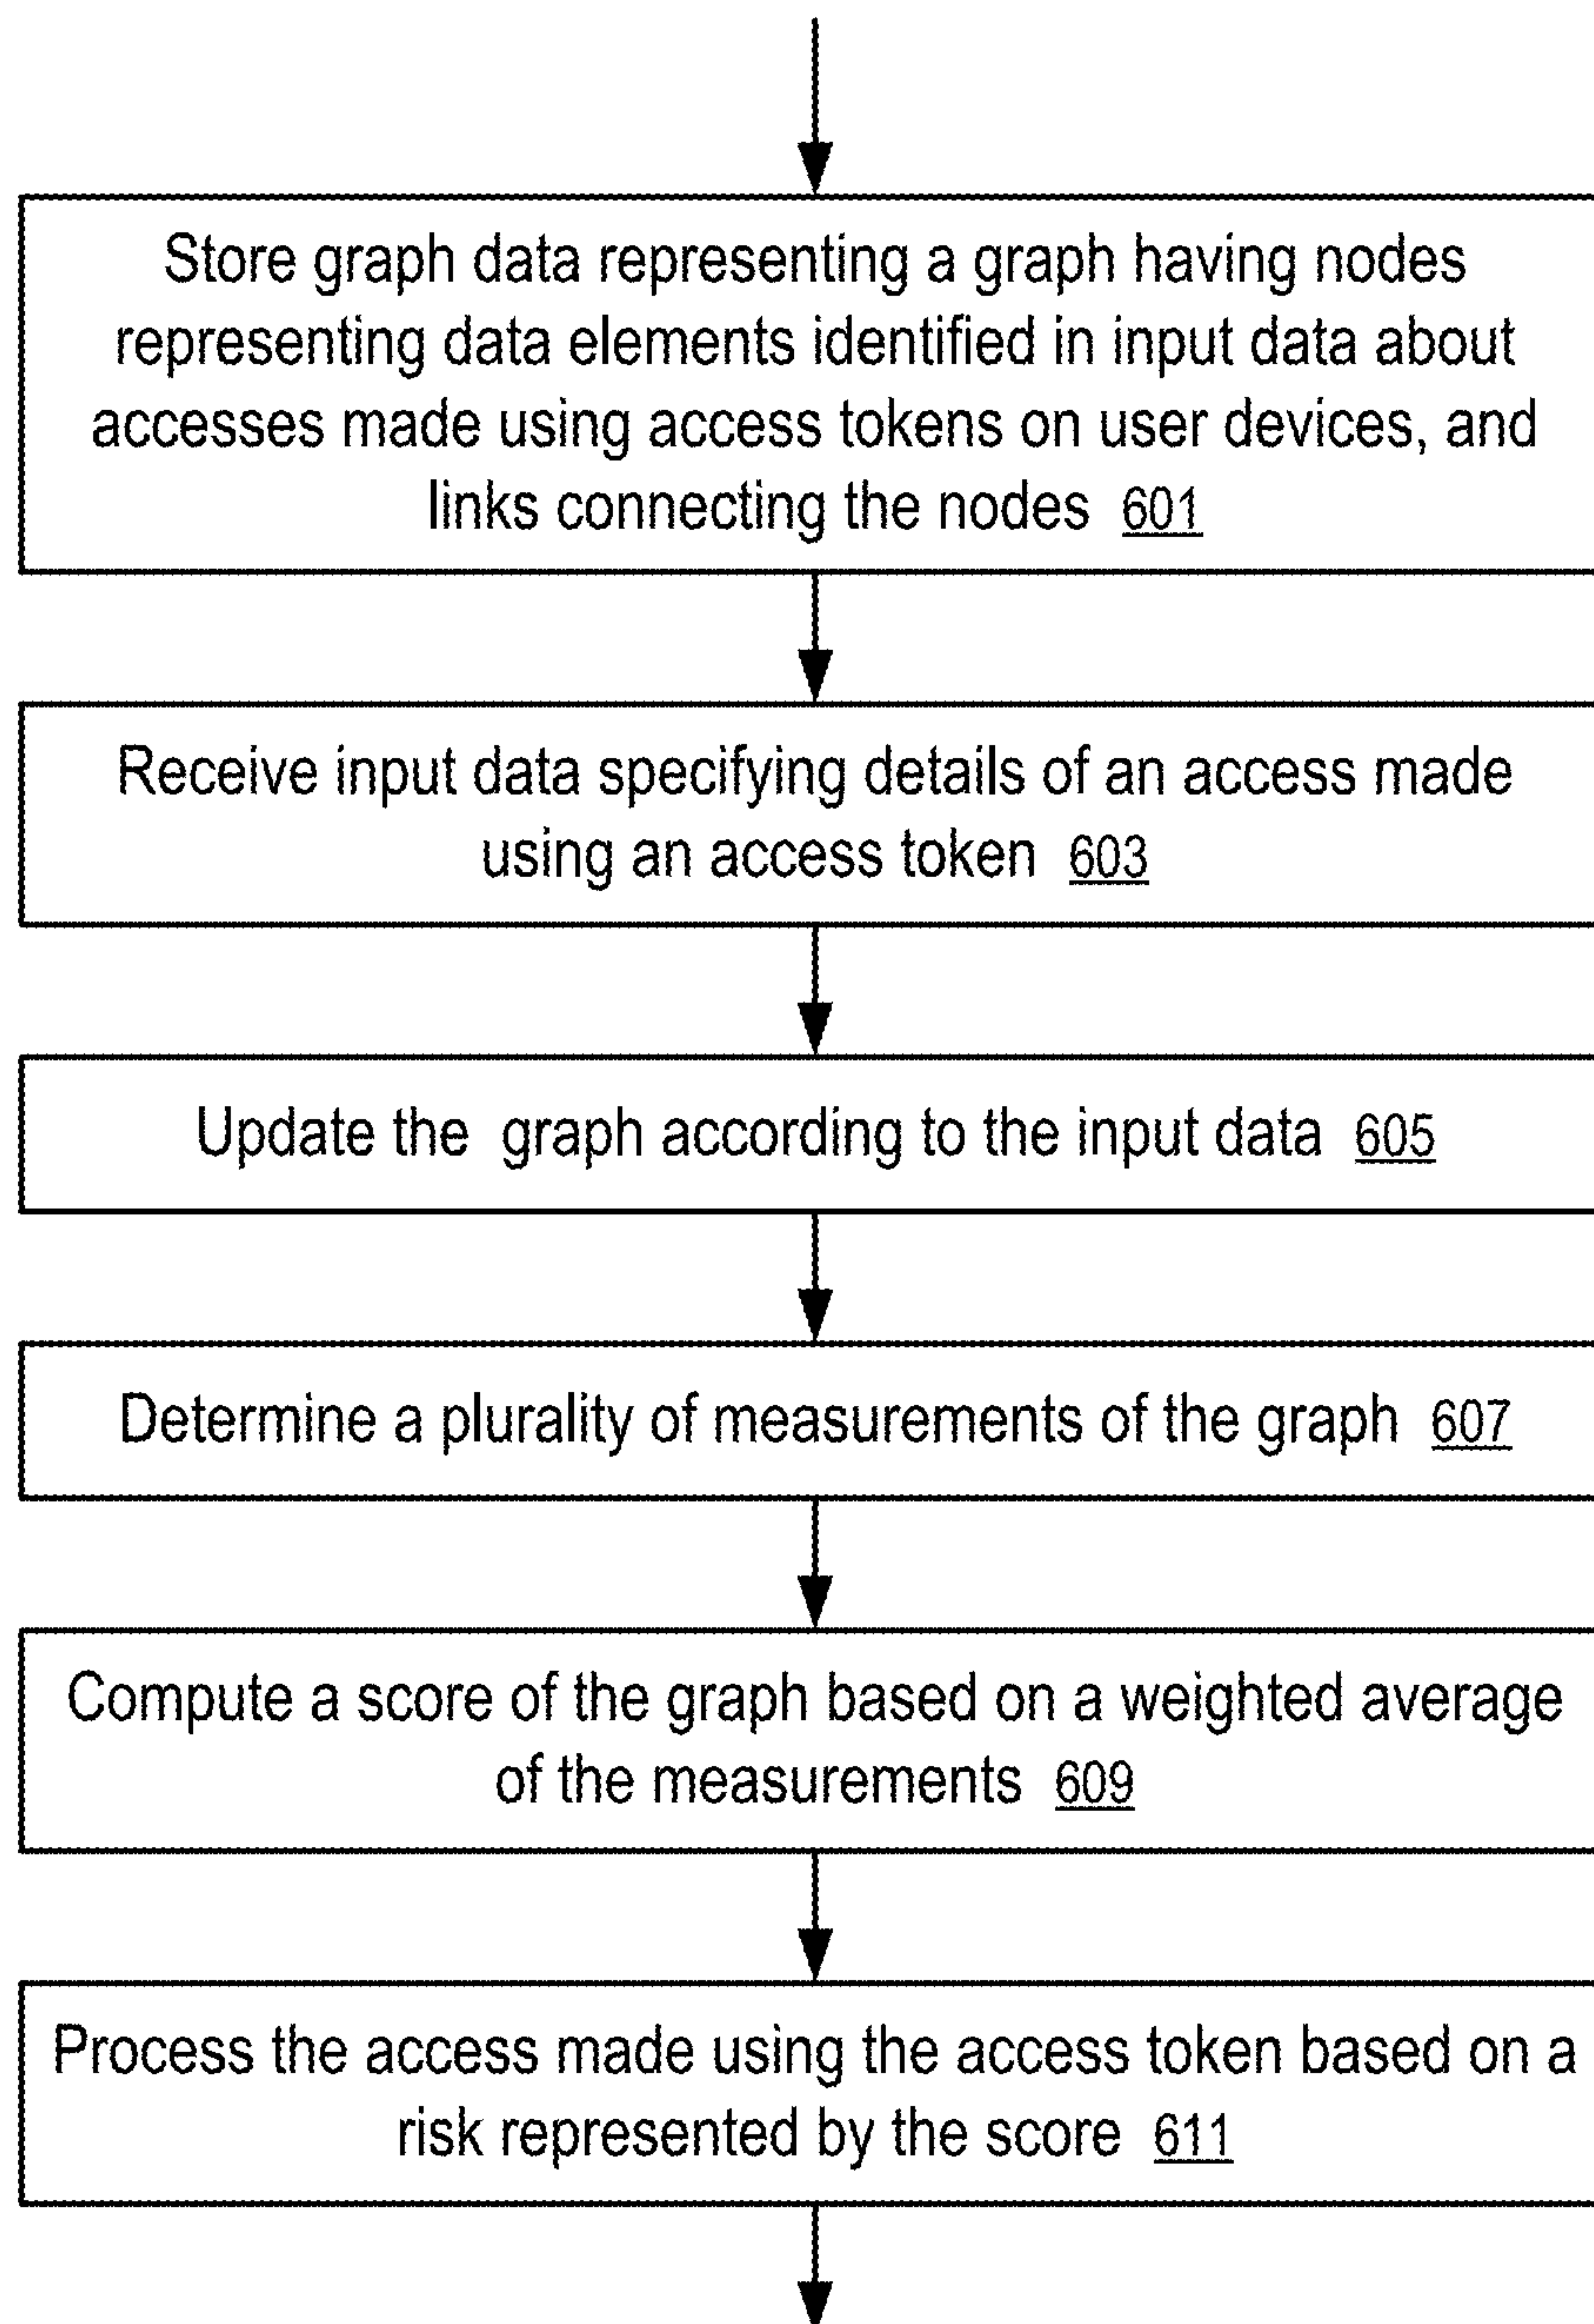 Store graph data representing a graph having nodes
representing data elements identified in input data about
accesses made using access tokens on user devices, and
links connecting the nodes 601
Receive input data specifying details of an access made
using an access token 603
Update the graph according to the input data 605
Determine a plurality of measurements of the graph 607
Compute a score of the graph based on a weighted average
of the measurements 609
Process the access made using the access token based on a
risk represented by the score 611